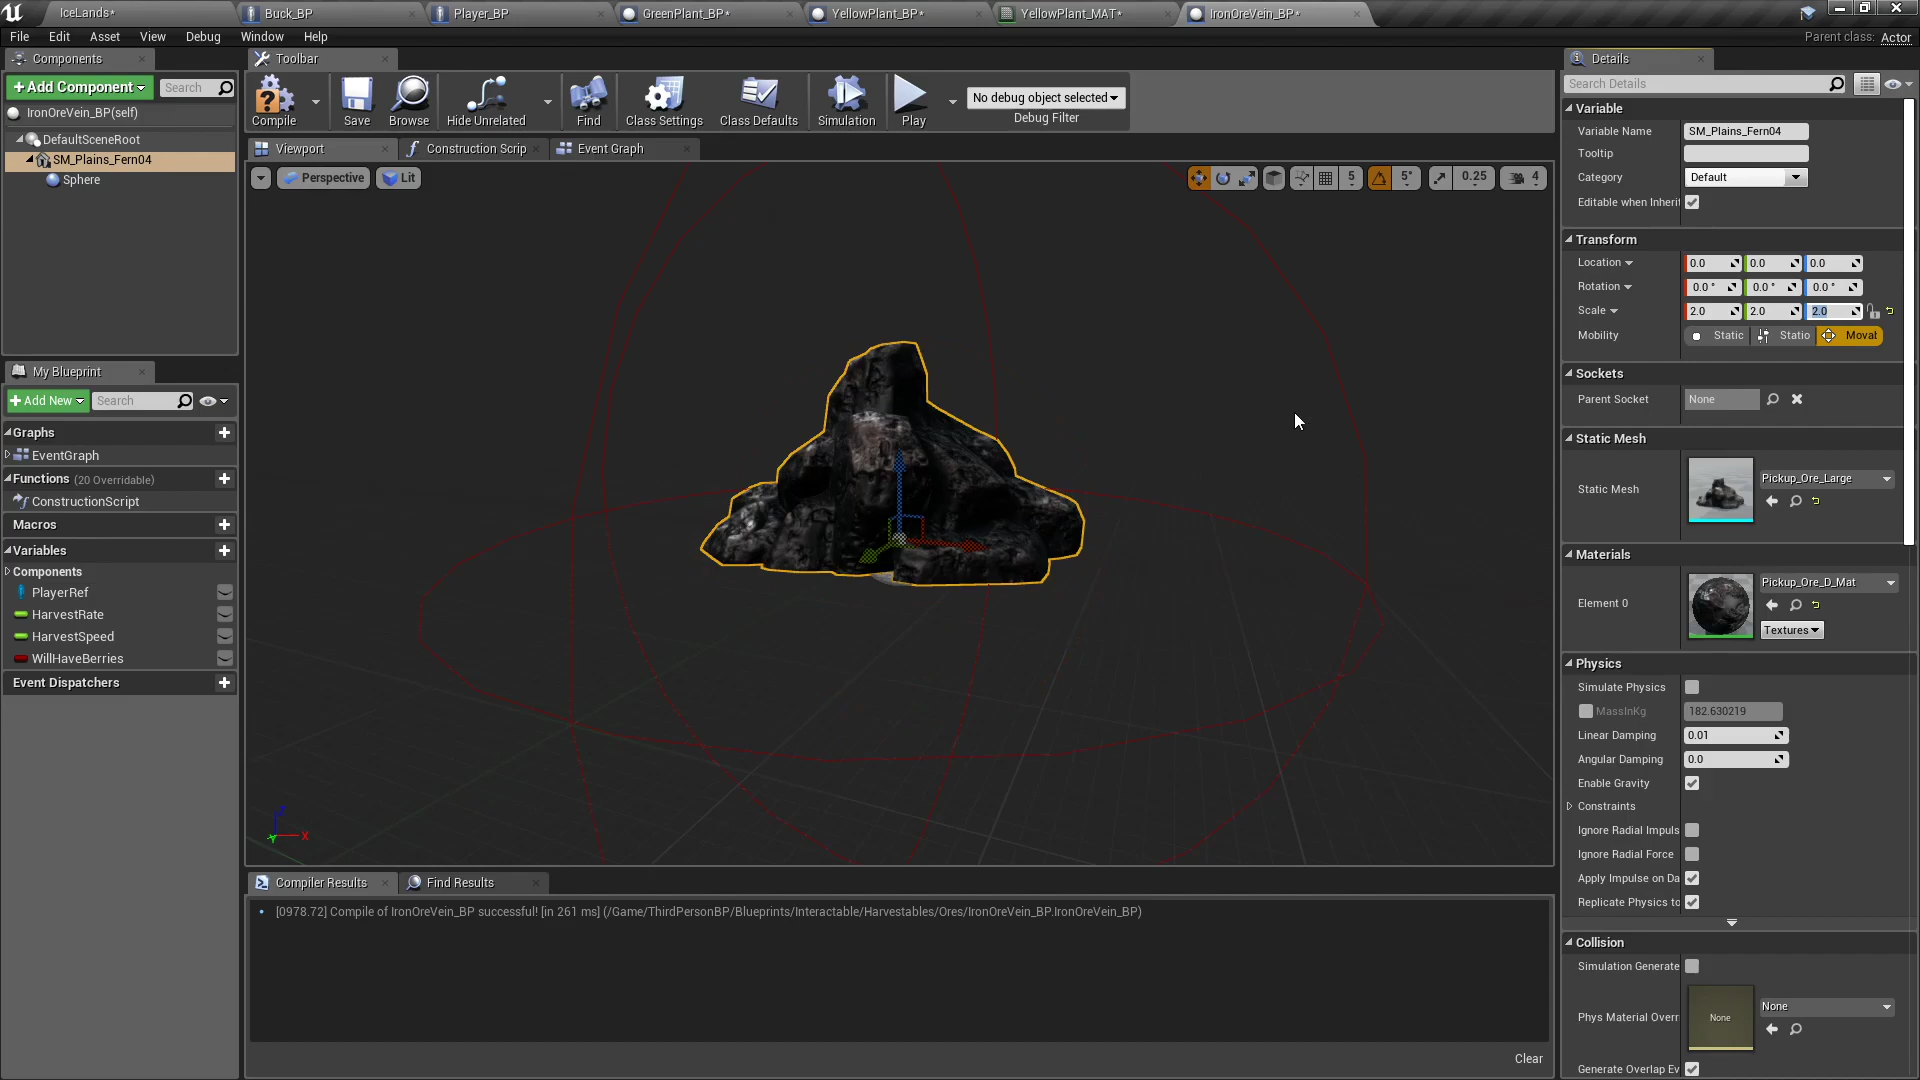 IceLands*
Buck_BP
Player_BP
GreenPlant_BP*
YellowPlant_BP*
YellowPlant_MAT*
IronOreVein_BP*
File Edit Asset View Debug Window Help
Parent class: Actor
Components
Toolbar
Details
+Add Component
Search
IronOreVein_BP(self)
DefaultSceneRoot
SM_Plains_Fern04
Sphere
Compile
Save
Browse
Hide Unrelated
Find
Class Settings
Class Defaults
Simulation
Play
No debug object selected
Debug Filter
Viewport
Construction Scrip
Event Graph
Perspective
Lit
5
5°
0.25
4
My Blueprint
+Add New
Search
Graphs
EventGraph
Functions (20 Overridable)
ConstructionScript
Macros
Variables
Components
PlayerRef
HarvestRate
HarvestSpeed
WillHaveBerries
Event Dispatchers
X
Compiler Results
Find Results
[0978.72] Compile of IronOreVein_BP successful! [in 261 ms] (/Game/ThirdPersonBP/Blueprints/Interactable/Harvestables/Ores/IronOreVein_BP.IronOreVein_BP)
Clear
Search Details
Variable
Variable Name SM_Plains_Fern04
Tooltip
Category Default
Editable when Inherit
Transform
Location 0.0 0.0 0.0
Rotation 0.0 ° 0.0 ° 0.0 °
Scale 2.0 2.0 2.0
Mobility Static Statio Movat
Sockets
Parent Socket None
Static Mesh
Static Mesh Pickup_Ore_Large
Materials
Element 0 Pickup_Ore_D_Mat
Textures
Physics
Simulate Physics
MassInKg 182.630219
Linear Damping 0.01
Angular Damping 0.0
Enable Gravity
Constraints
Ignore Radial Impuls
Ignore Radial Force
Apply Impulse on Da
Replicate Physics to
Collision
Simulation Generate
Phys Material Overr None None
Generate Overlap Ev